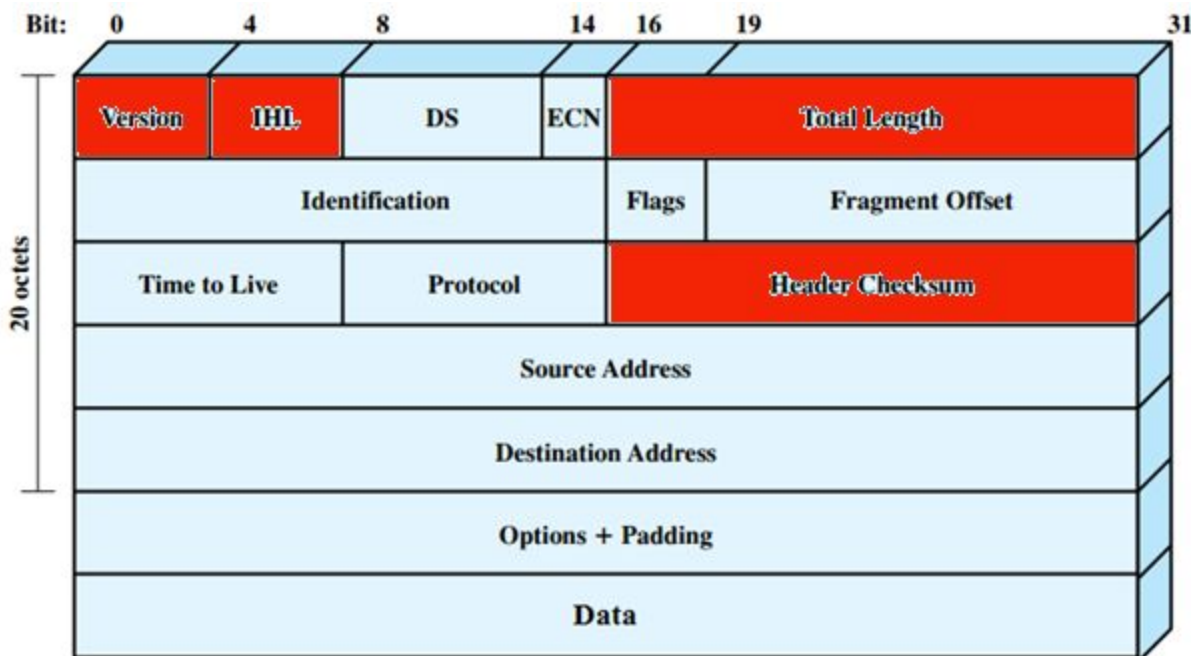 Bit: 0 4 8 14 16 19 31
Version IHL DS ECN Total Length
Identification Flags Fragment Offset
Time to Live Protocol Header Checksum
Source Address
Destination Address
Options + Padding
Data
20 octets